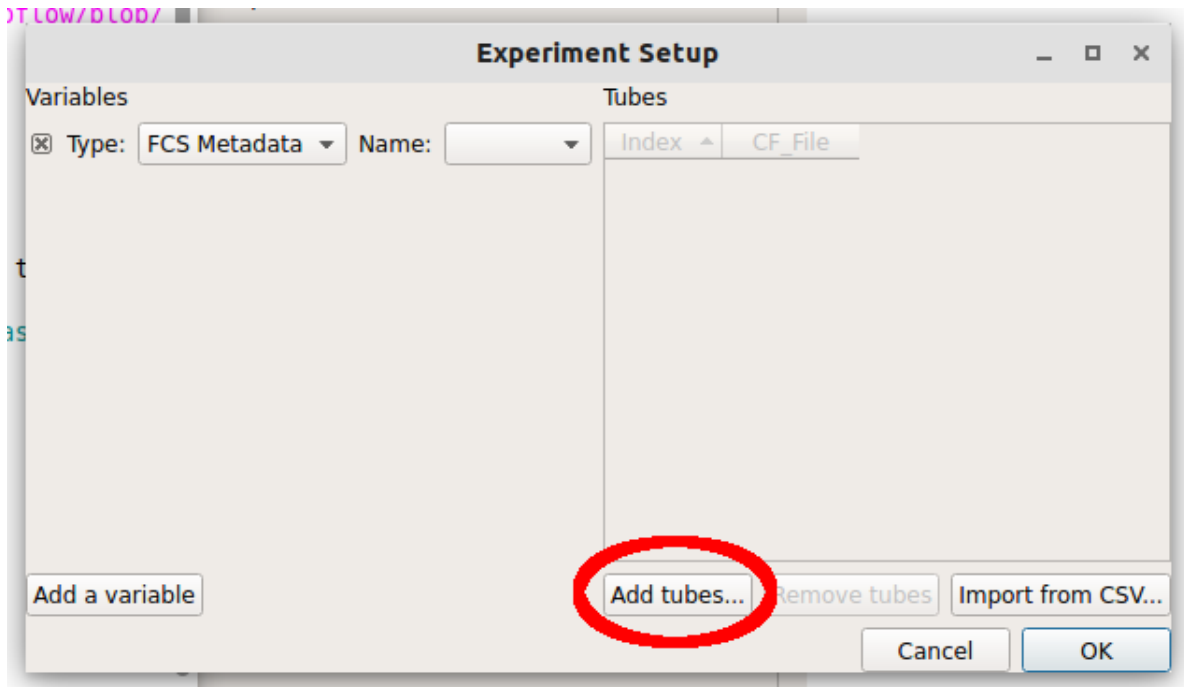 Experiment Setup
Variables
Tubes
Type: FCS Metadata Name:
Index CF_File
t
as
Add a variable
Add tubes... Remove tubes Import from CSV...
Cancel OK